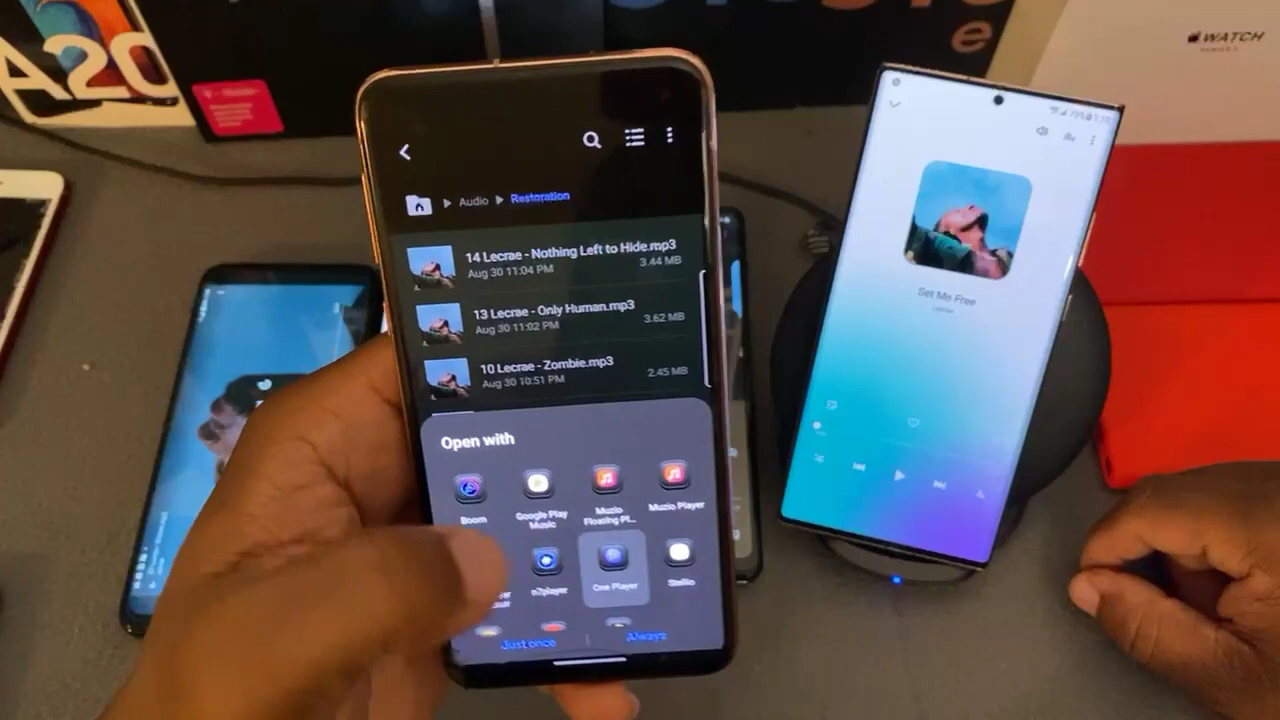 A20
e
WATCH
Audio
Restoration
14 Lecrae - Nothing Left to Hide.mp3
Aug 30 11:04 PM
3.44 MB
13 Lecrae - Only Human.mp3
Aug 30 11:02 PM
3.62 MB
10 Lecrae - Zombie.mp3
Aug 30 10:51 PM
2.45 MB
Open with
Boom
Google Play
Music
Muzio
Floating Pl...
Muzio Player
n7player
One Player
Stellio
Just once
Always
Set Me Free
Lecrae